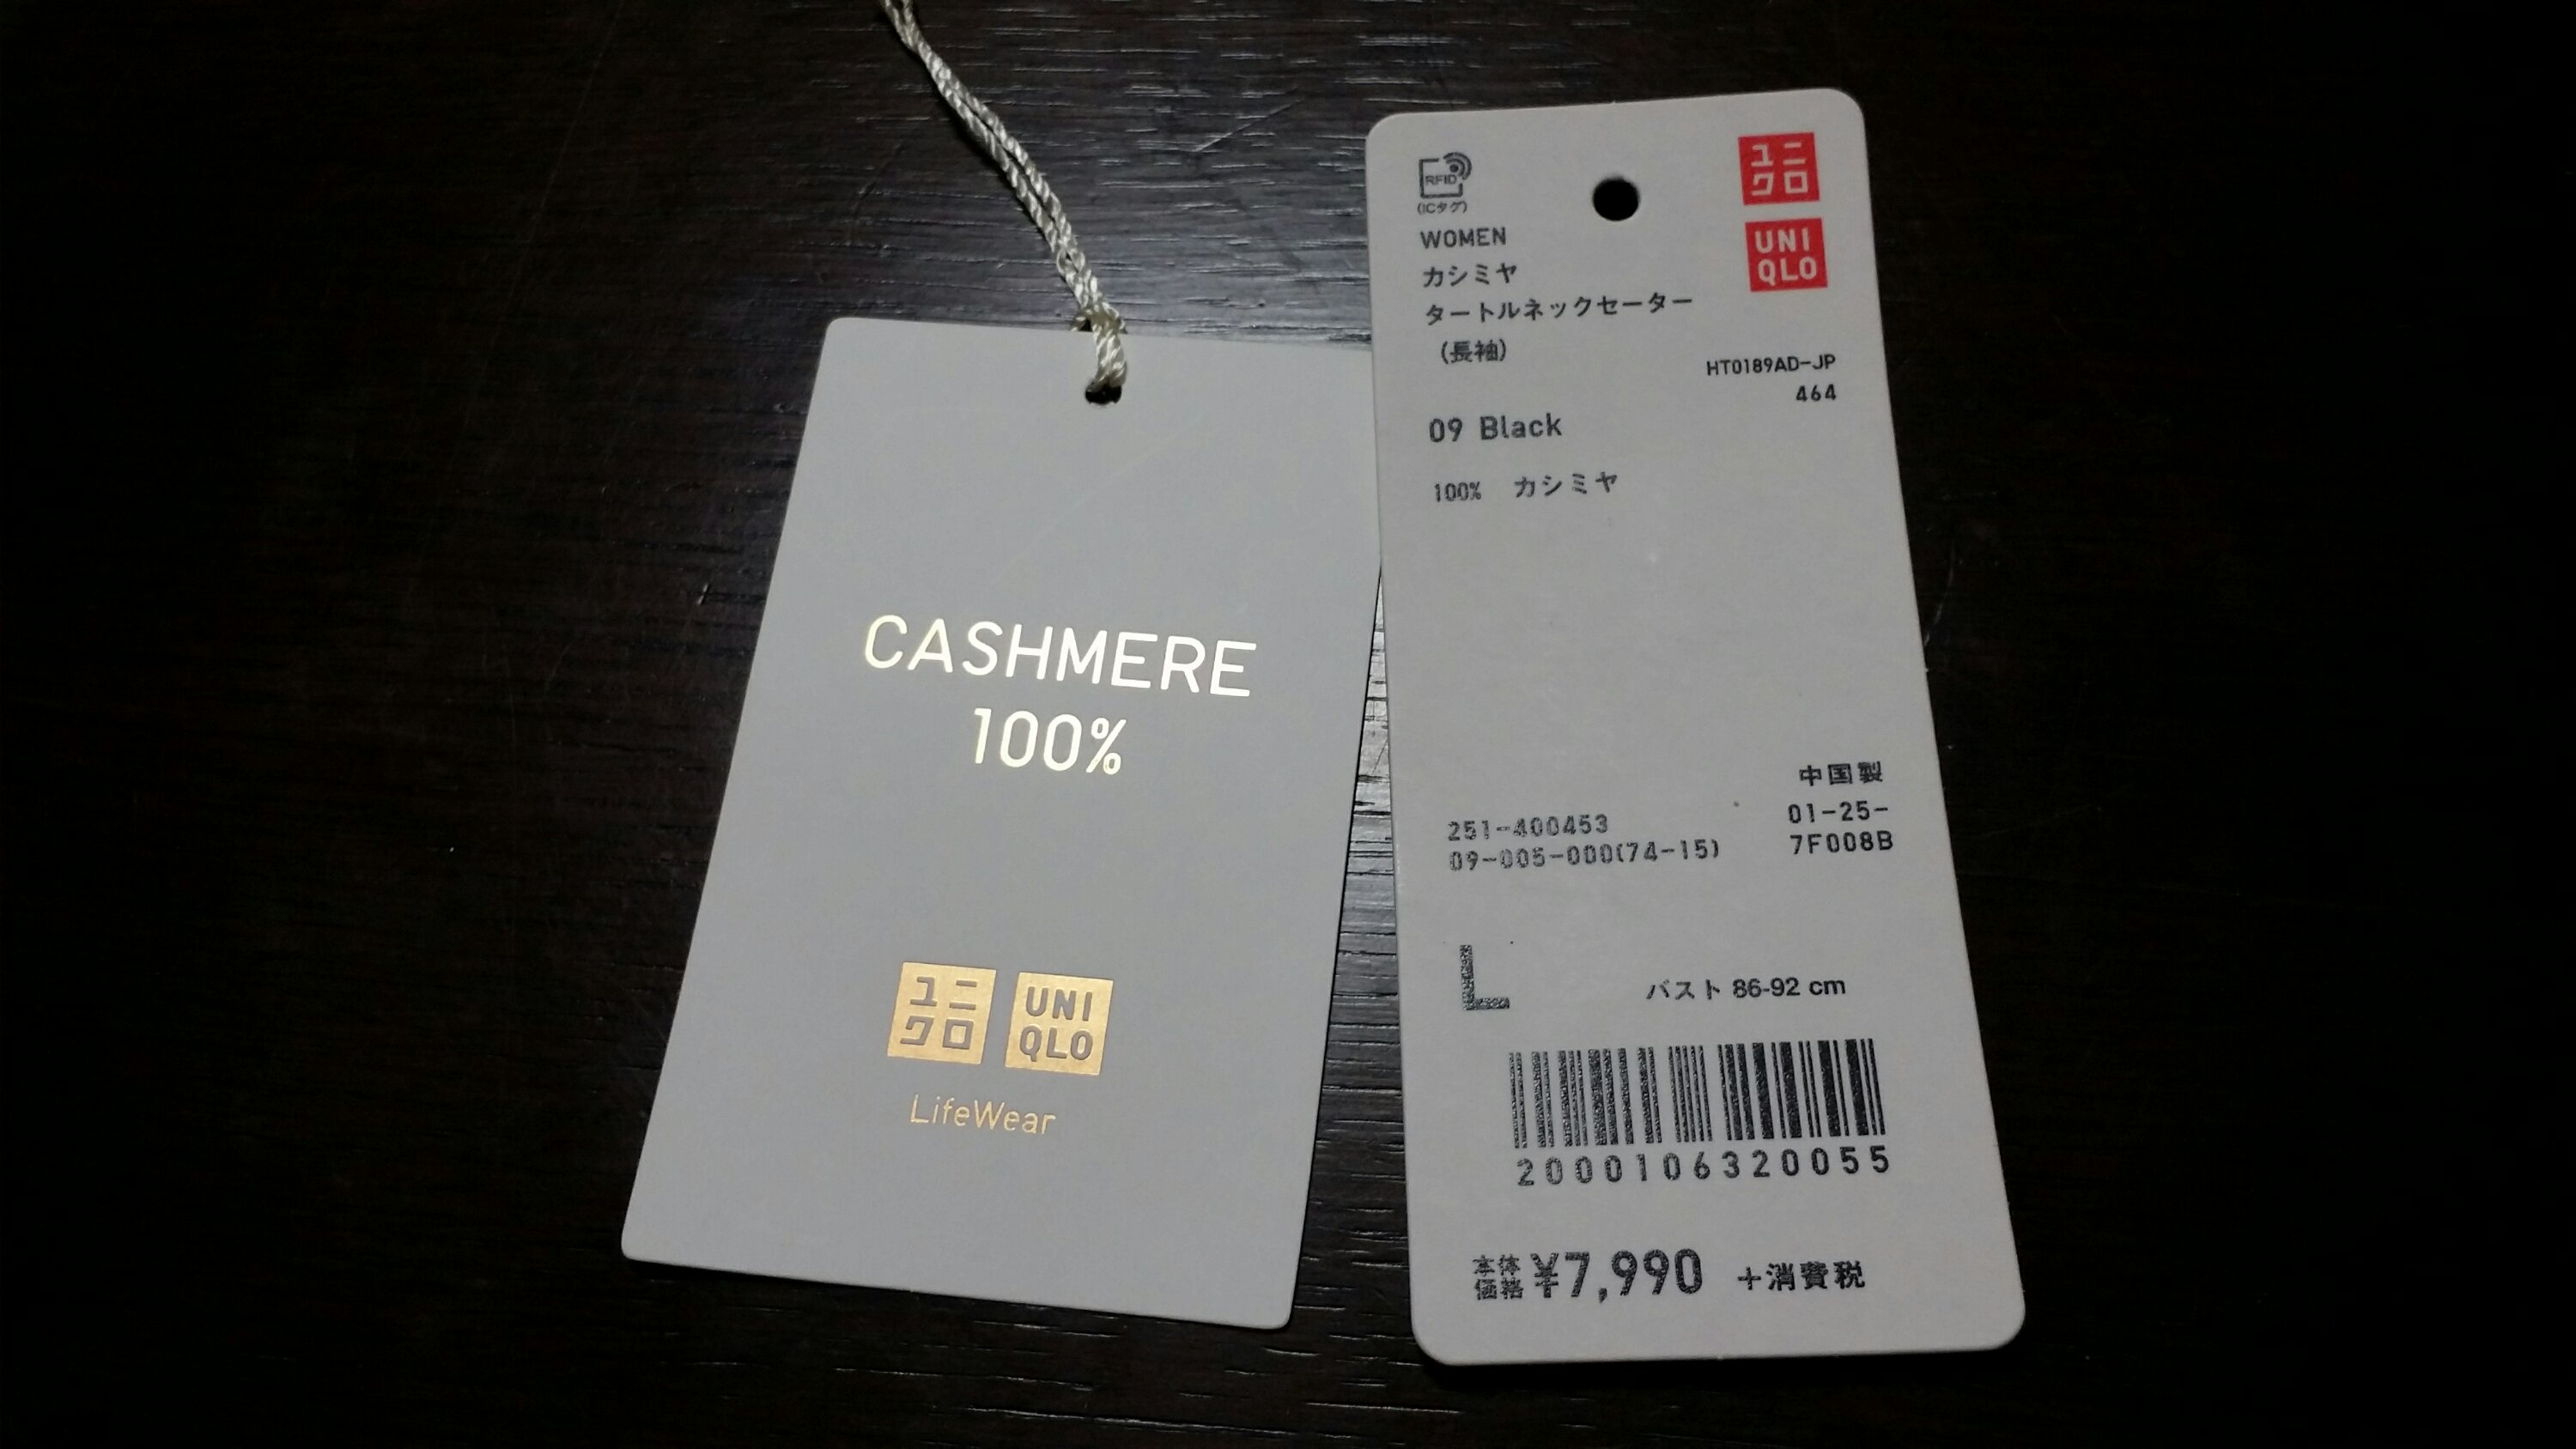 CASHMERE
100%
ユニ
クロ
UNI
QLO
LifeWear
RFID
(ICタグ)
ユニ
クロ
UNI
QLO
WOMEN
カシミヤ
タートルネックセーター
(長袖)
HT0189AD-JP
464
09 Black
100% カシミヤ
中国製
251-400453
01-25-
09-005-000(74-15)
7F008B
L
バスト 86-92 cm
2000106320055
本体
価格 ¥7,990 +消費税